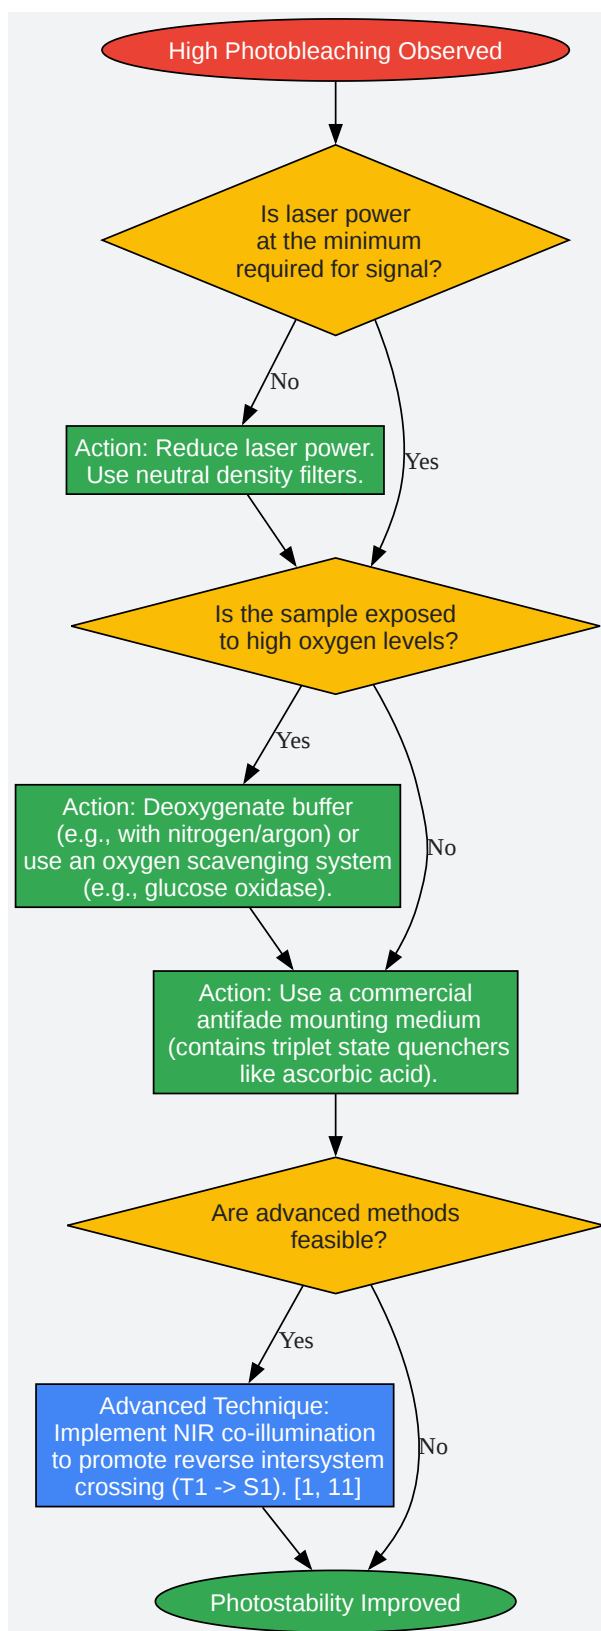 High Photobleaching Observed
Is laser power
at the minimum
required for signal?
No
Action: Reduce laser power.
Use neutral density filters.
Yes
Is the sample exposed
to high oxygen levels?
Yes
Action: Deoxygenate buffer
(e.g., with nitrogen/argon) or
use an oxygen scavenging system
(e.g., glucose oxidase).
No
Action: Use a commercial
antifade mounting medium
(contains triplet state quenchers
like ascorbic acid).
Are advanced methods
feasible?
Yes
Advanced Technique:
Implement NIR co-illumination
to promote reverse intersystem
crossing (T1 -> S1). [1, 11]
No
Photostability Improved